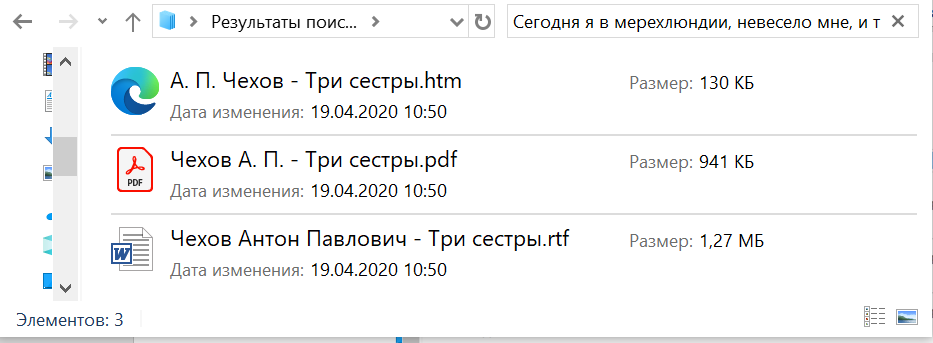 Результаты поис...
Сегодня я в мерехлюндии, невесело мне, и т
А. П. Чехов - Три сестры.htm
Размер: 130 КБ
Дата изменения: 19.04.2020 10:50
Чехов А. П. - Три сестры.pdf
Размер: 941 КБ
PDF
Дата изменения: 19.04.2020 10:50
Чехов Антон Павлович - Три сестры.rtf
Размер: 1,27 МБ
W
Дата изменения: 19.04.2020 10:50
Элементов: 3